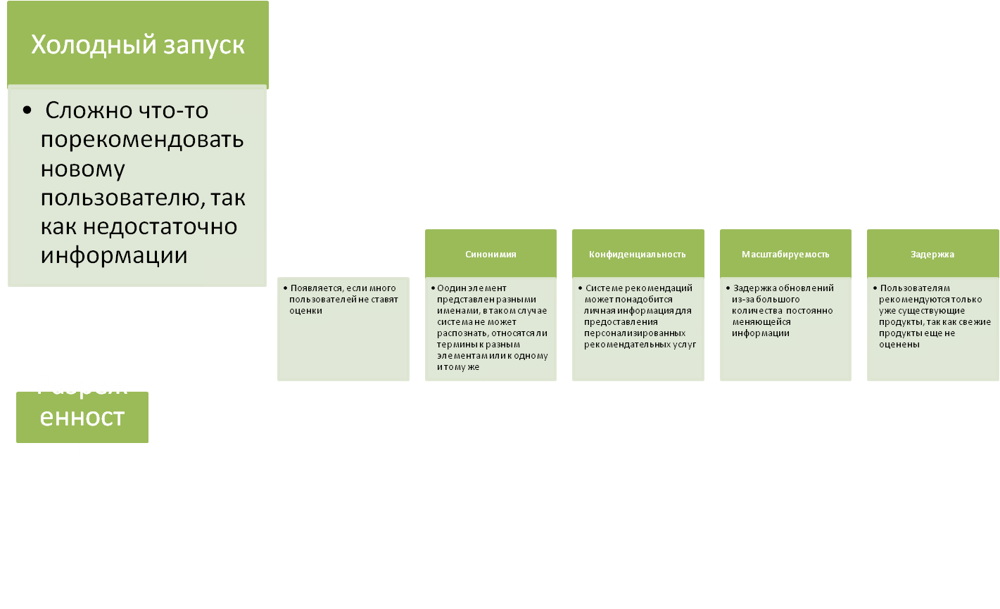 Холодный запуск
• Сложно что-то
порекомендовать
новому
пользователю, так
как недостаточно
информации
енност
• Появляется, если много
пользователей не ставят
оценки
Синонимия
• Оодин элемент
представлен разными
именами, в таком случае
система не может
распознать, относятся ли
термины к разным
элементам или к одному
и тому же
Конфиденциальность
• Системе рекомендаций
может понадобится
личная информация для
предоставления
персонализированных
рекомендательных услуг
Масштабируемость
• Задержка обновлений
из-за большого
количества  постоянно
меняющейся
информации
Задержка
• Пользователям
рекомендуются только
уже существующие
продукты, так как свежие
продукты еще не
оценены